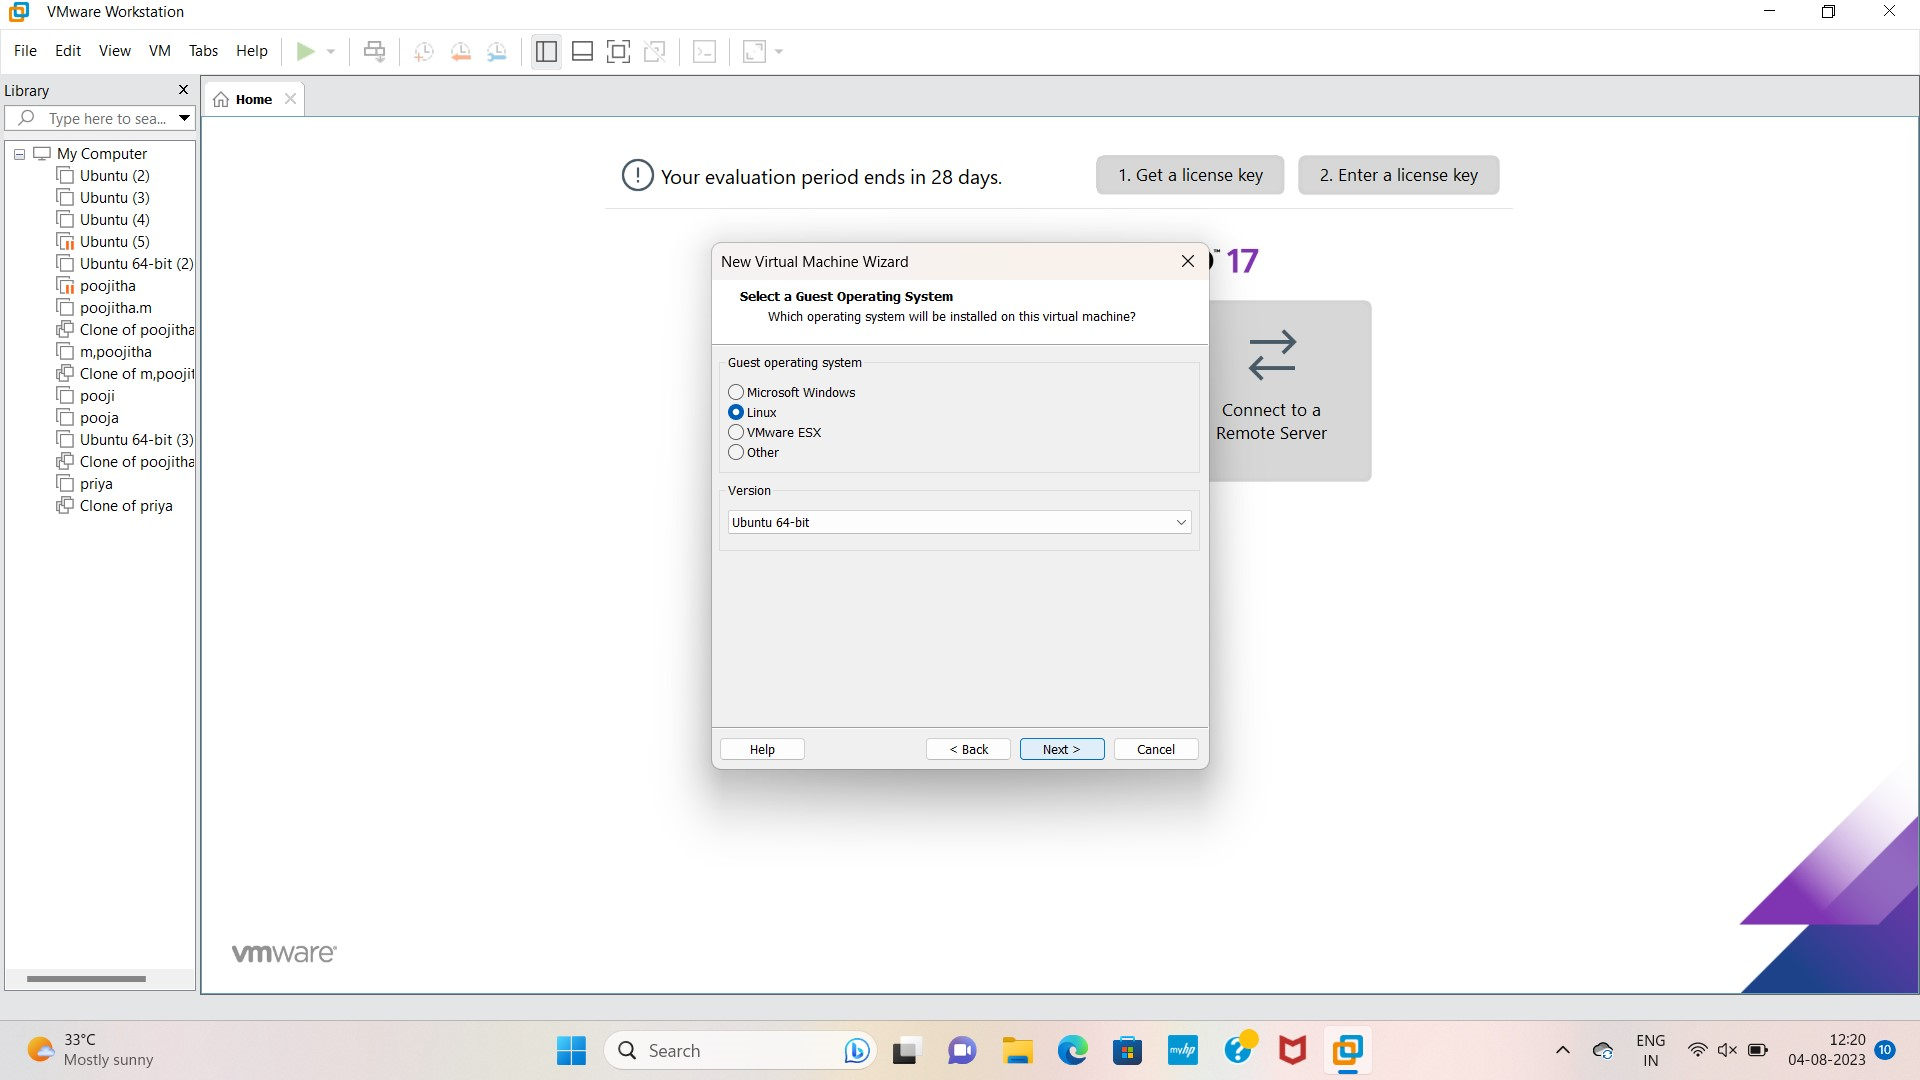 VMware Workstation
File Edit View VM Tabs Help
Library
Type here to sea...
Home
My Computer
Ubuntu (2)
Ubuntu (3)
Ubuntu (4)
Ubuntu (5)
Ubuntu 64-bit (2)
poojitha
poojitha.m
Clone of poojitha
m,poojitha
Clone of m,poojit
pooji
pooja
Ubuntu 64-bit (3)
Clone of poojitha
priya
Clone of priya
! Your evaluation period ends in 28 days.
1. Get a license key
2. Enter a license key
™ 17
New Virtual Machine Wizard
Select a Guest Operating System
Which operating system will be installed on this virtual machine?
Guest operating system
Microsoft Windows
Linux
VMware ESX
Other
Version
Ubuntu 64-bit
Help
< Back
Next >
Cancel
Connect to a
Remote Server
vmware
33°C
Mostly sunny
Search
myhp
ENG
IN
12:20
04-08-2023
10